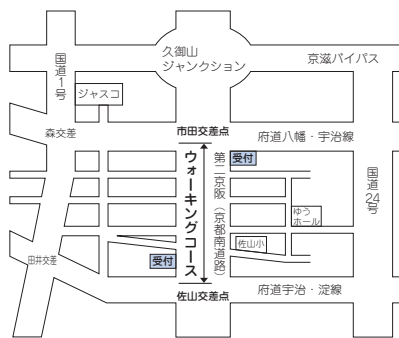 久御山
ジャンクション
京滋バイパス
国道1号
ジャスコ
森交差
市田交差点
府道八幡・宇治線
ウォーキングコース
第二京阪(京都南道路)
受付
国道24号
ゆう
ホール
佐山小
田井交差
受付
佐山交差点
府道宇治・淀線